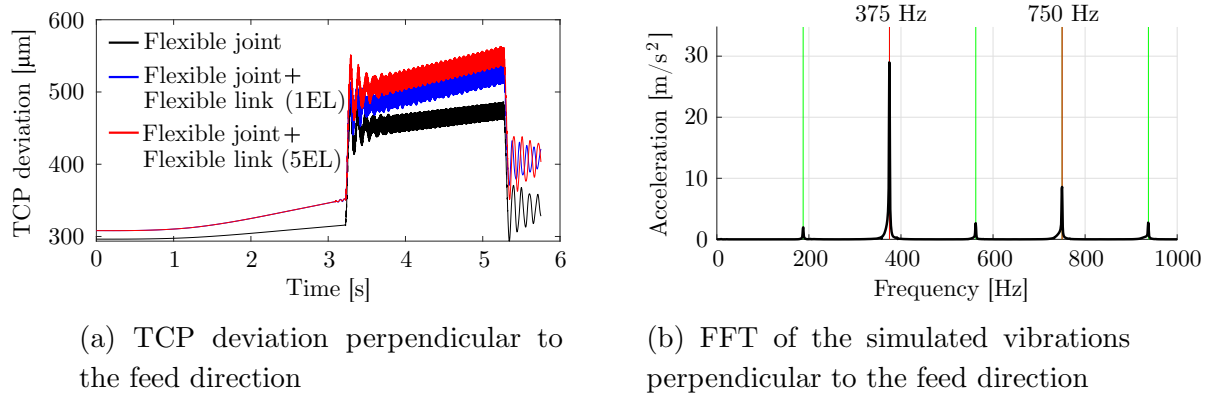 600
500
400
300
TCP deviation [µm]
Flexible joint
Flexible joint+
Flexible link (1EL)
Flexible joint+
Flexible link (5EL)
0 1 2 3 4 5 6
Time [s]
(a) TCP deviation perpendicular to
the feed direction
375 Hz 750 Hz
30
20
10
0
Acceleration [m/s²]
0 200 400 600 800 1000
Frequency [Hz]
(b) FFT of the simulated vibrations
perpendicular to the feed direction